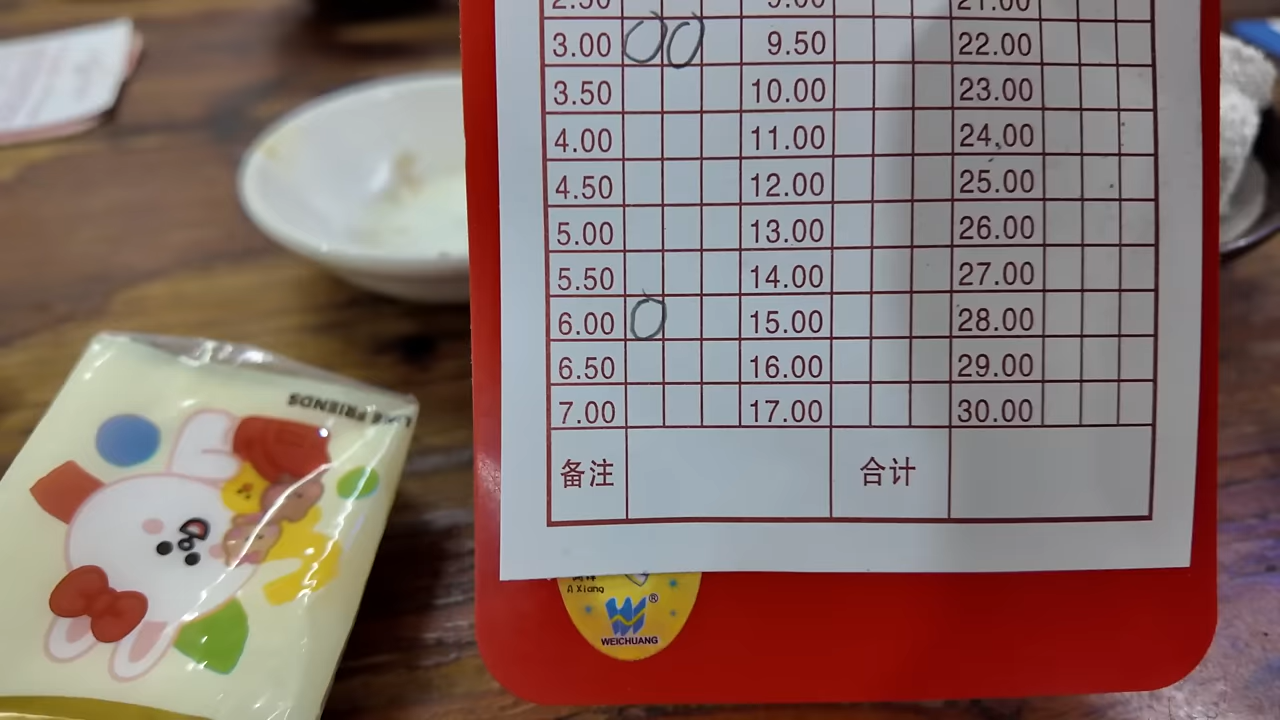 3.00 9.50 22.00
3.50 10.00 23.00
4.00 11.00 24.00
4.50 12.00 25.00
5.00 13.00 26.00
5.50 14.00 27.00
6.00 15.00 28.00
6.50 16.00 29.00
7.00 17.00 30.00
备注 合计
A Xiang
WEICHUANG
FRIENDS